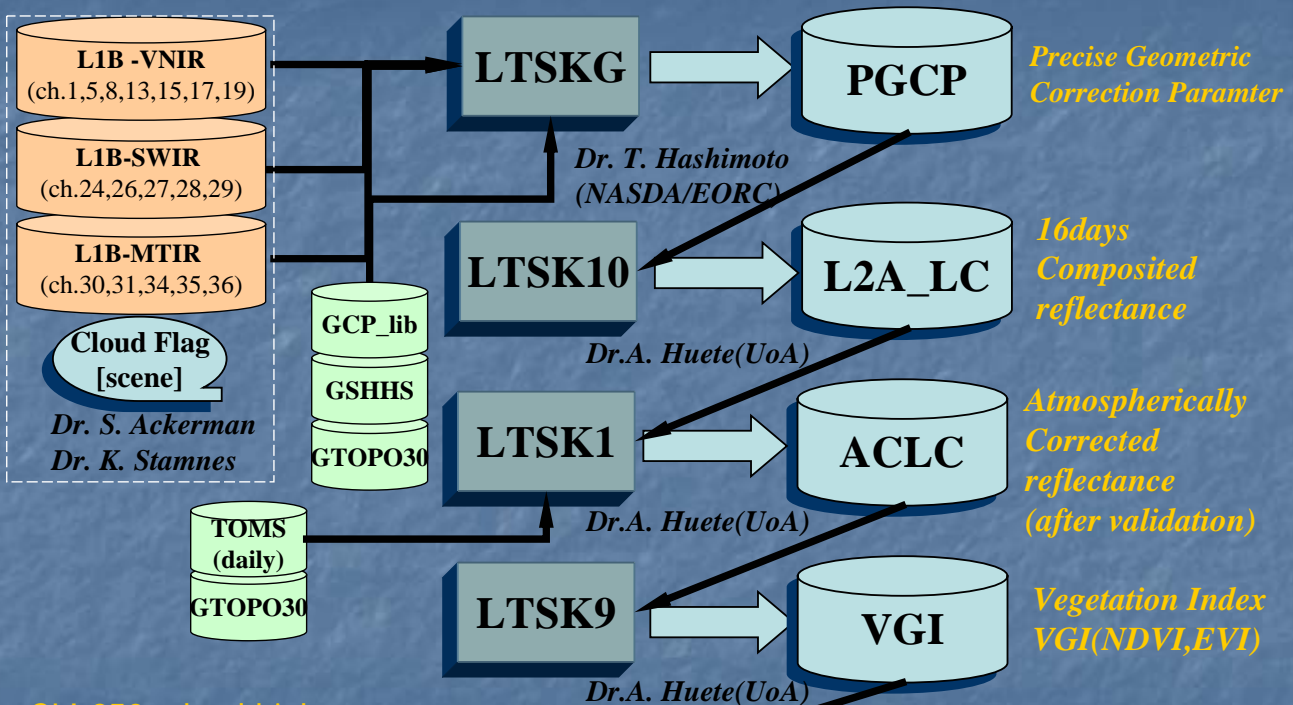 L1B -VNIR
(ch.1,5,8,13,15,17,19)
L1B-SWIR
(ch.24,26,27,28,29)
L1B-MTIR
(ch.30,31,34,35,36)
Cloud Flag
[scene]
Dr. S. Ackerman
Dr. K. Stamnes
GCP_lib
GSHHS
GTOPO30
TOMS
(daily)
GTOPO30
LTSKG
PGCP
Precise Geometric
Correction Paramter
Dr. T. Hashimoto
(NASDA/EORC)
LTSK10
L2A_LC
16days
Composited
reflectance
Dr.A. Huete(UoA)
LTSK1
ACLC
Atmospherically
Corrected
reflectance
(after validation)
Dr.A. Huete(UoA)
LTSK9
VGI
Vegetation Index
VGI(NDVI,EVI)
Dr.A. Huete(UoA)